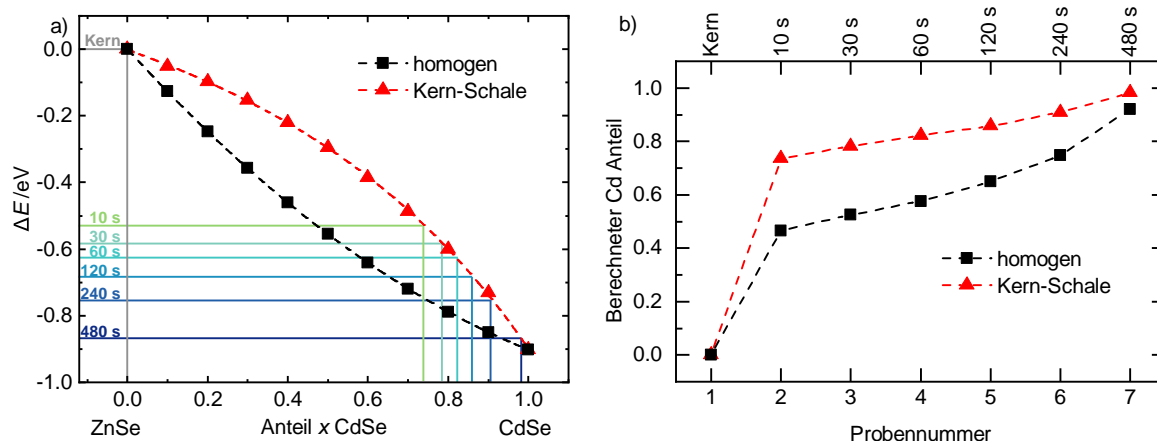 a)
0.0
-0.2
-0.4
-0.6
-0.8
-1.0
ΔE/eV
Kern
homogen
Kern-Schale
10 s
30 s
60 s
120 s
240 s
480 s
0.0 0.2 0.4 0.6 0.8 1.0
ZnSe Anteil x CdSe CdSe
b)
Kern 10 s 30 s 60 s 120 s 240 s 480 s
1.0
0.8
0.6
0.4
0.2
0.0
Berechneter Cd Anteil
homogen
Kern-Schale
1 2 3 4 5 6 7
Probennummer